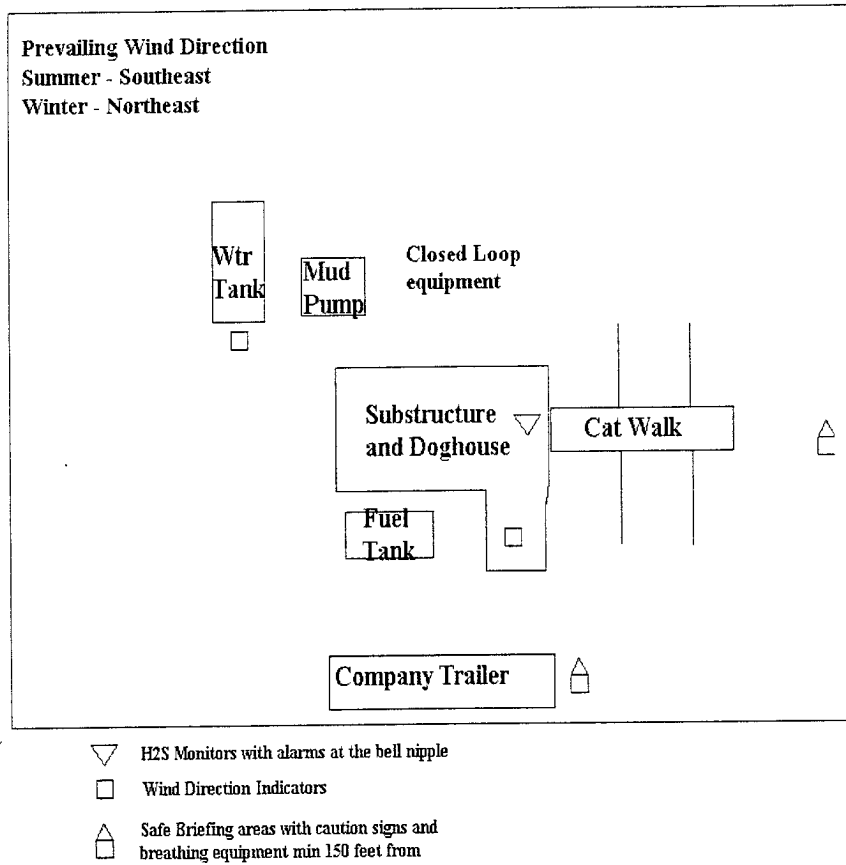 Prevailing Wind Direction
Summer - Southeast
Winter - Northeast
Wtr
Tank
Mud
Pump
Closed Loop
equipment
Substructure
and Doghouse
Cat Walk
Fuel
Tank
Company Trailer
H2S Monitors with alarms at the bell nipple
Wind Direction Indicators
Safe Briefing areas with caution signs and
breathing equipment min 150 feet from